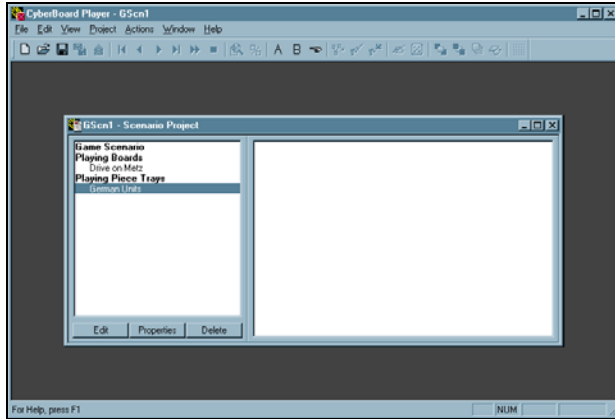 CyberBoard Player - GScn1
File Edit View Project Actions Window Help
A B
GScn1 - Scenario Project
Game Scenario
Playing Boards
Drive on Metz
Playing Piece Trays
German Units
Edit Properties Delete
For Help, press F1
NUM